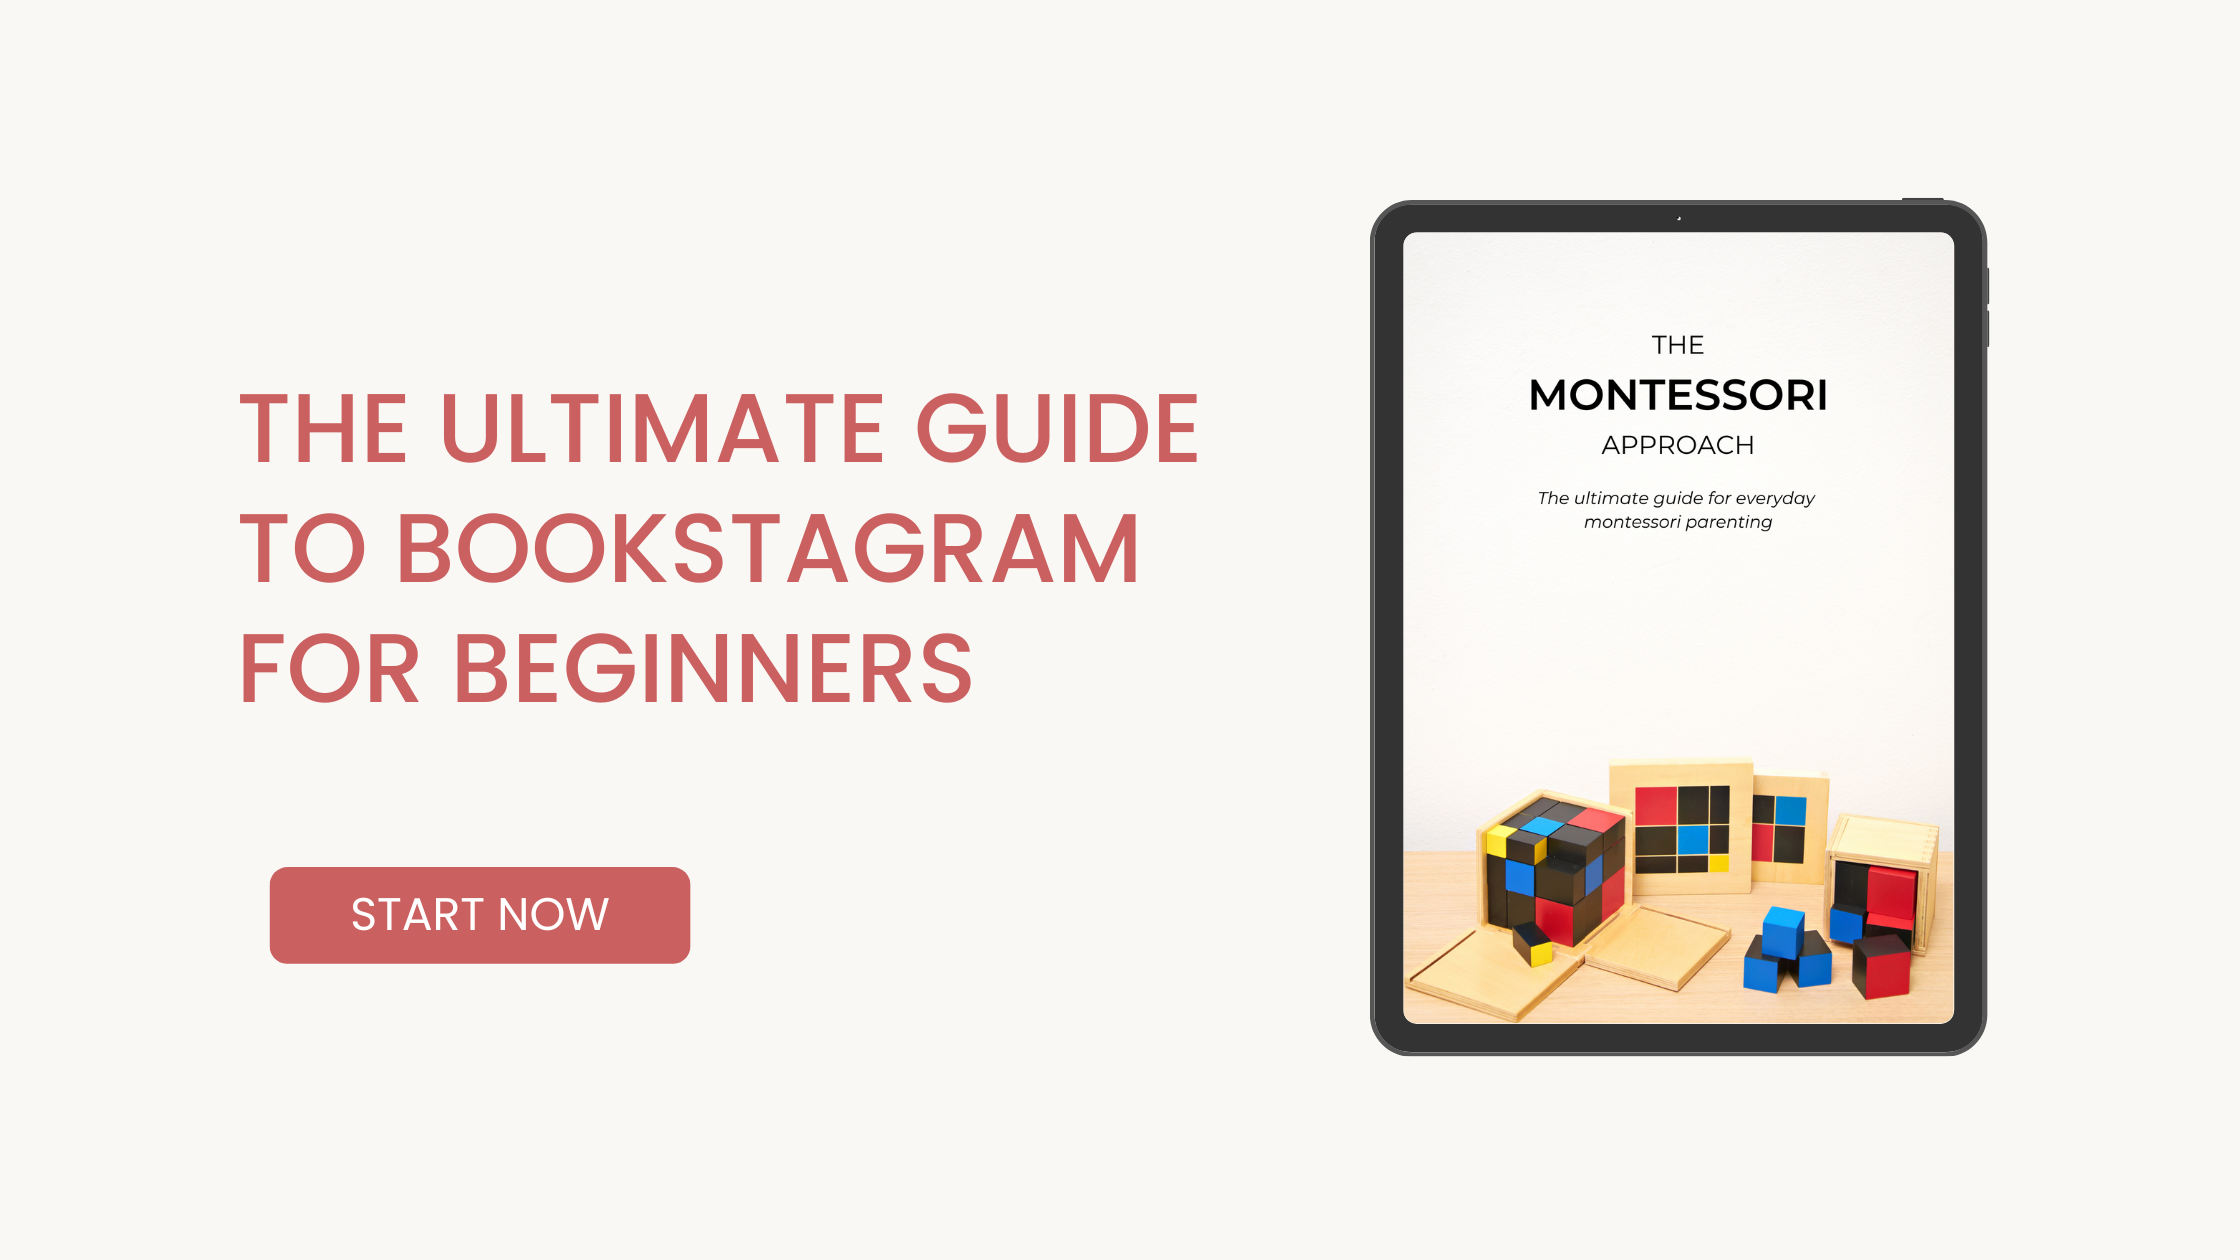 THE ULTIMATE GUIDE
TO BOOKSTAGRAM
FOR BEGINNERS
START NOW
THE
MONTESSORI
APPROACH
The ultimate guide for everyday
montessori parenting